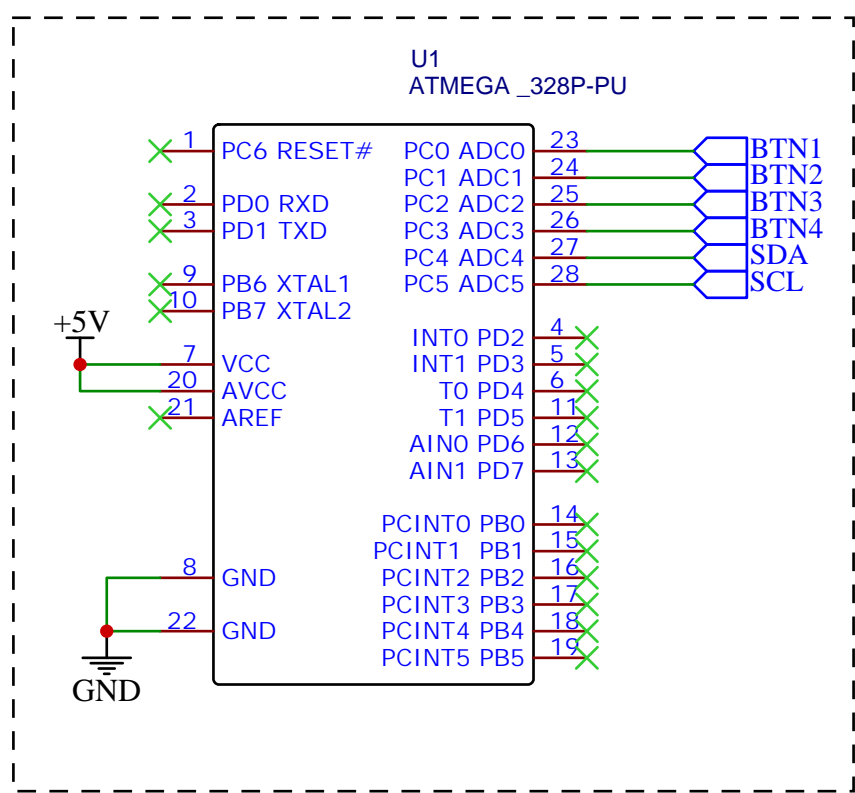 U1
ATMEGA _328P-PU
1 PC6 RESET# PC0 ADC0 23 BTN1
PC1 ADC1 24 BTN2
2 PD0 RXD PC2 ADC2 25 BTN3
3 PD1 TXD PC3 ADC3 26 BTN4
PC4 ADC4 27 SDA
9 PB6 XTAL1 PC5 ADC5 28 SCL
10 PB7 XTAL2
+5V
INT0 PD2 4
7 VCC INT1 PD3 5
20 AVCC T0 PD4 6
21 AREF T1 PD5 11
AIN0 PD6 12
AIN1 PD7 13
PCINT0 PB0 14
PCINT1 PB1 15
8 GND PCINT2 PB2 16
PCINT3 PB3 17
22 GND PCINT4 PB4 18
PCINT5 PB5 19
GND